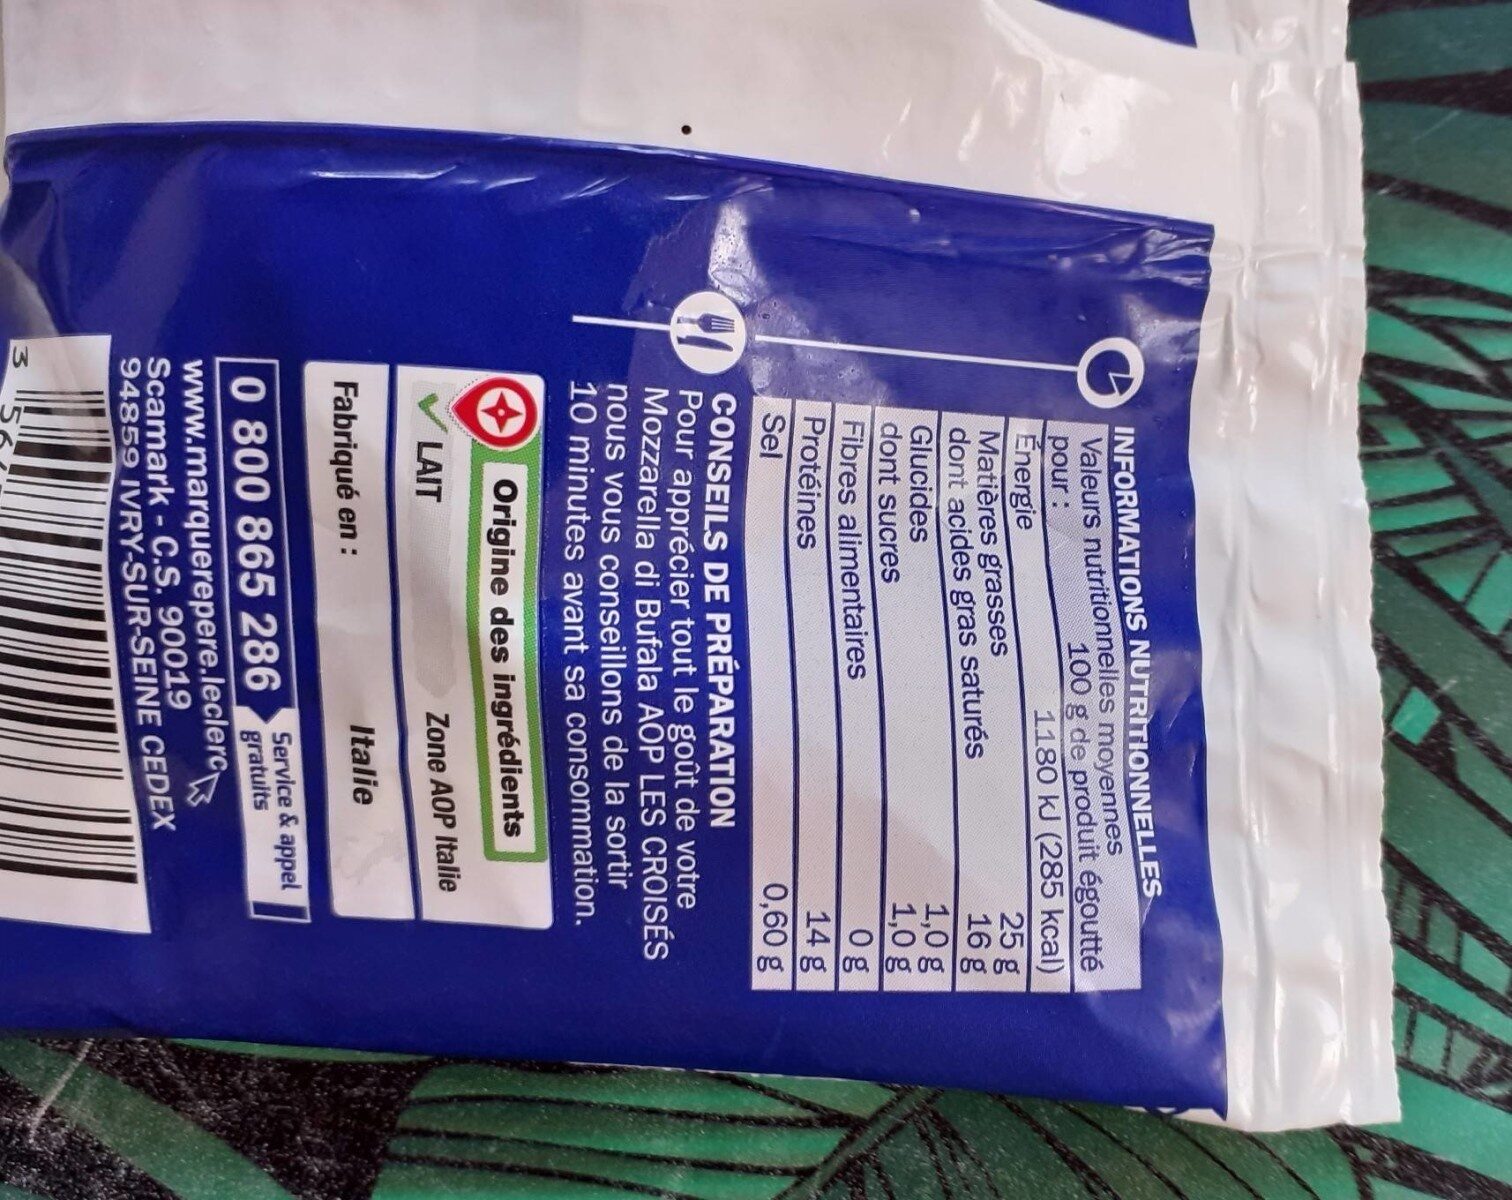 INFORMATIONS NUTRITIONNELLES
Valeurs nutritionnelles moyennes
pour : 100 g de produit égoutté
Énergie 1180 kJ (285 kcal)
Matières grasses 25 g
dont acides gras saturés 16 g
Glucides 1,0 g
dont sucres 1,0 g
Fibres alimentaires 0 g
Protéines 14 g
Sel 0,60 g
CONSEILS DE PRÉPARATION
Pour apprécier tout le goût de votre
Mozzarella di Bufala AOP LES CROISÉS
nous vous conseillons de la sortir
10 minutes avant sa consommation.
Origine des ingrédients
LAIT Zone AOP Italie
Fabriqué en : Italie
0 800 865 286 Service & appel
gratuits
www.marquerepere.leclerc
Scamark - C.S. 90019
94859 IVRY-SUR-SEINE CEDEX
3